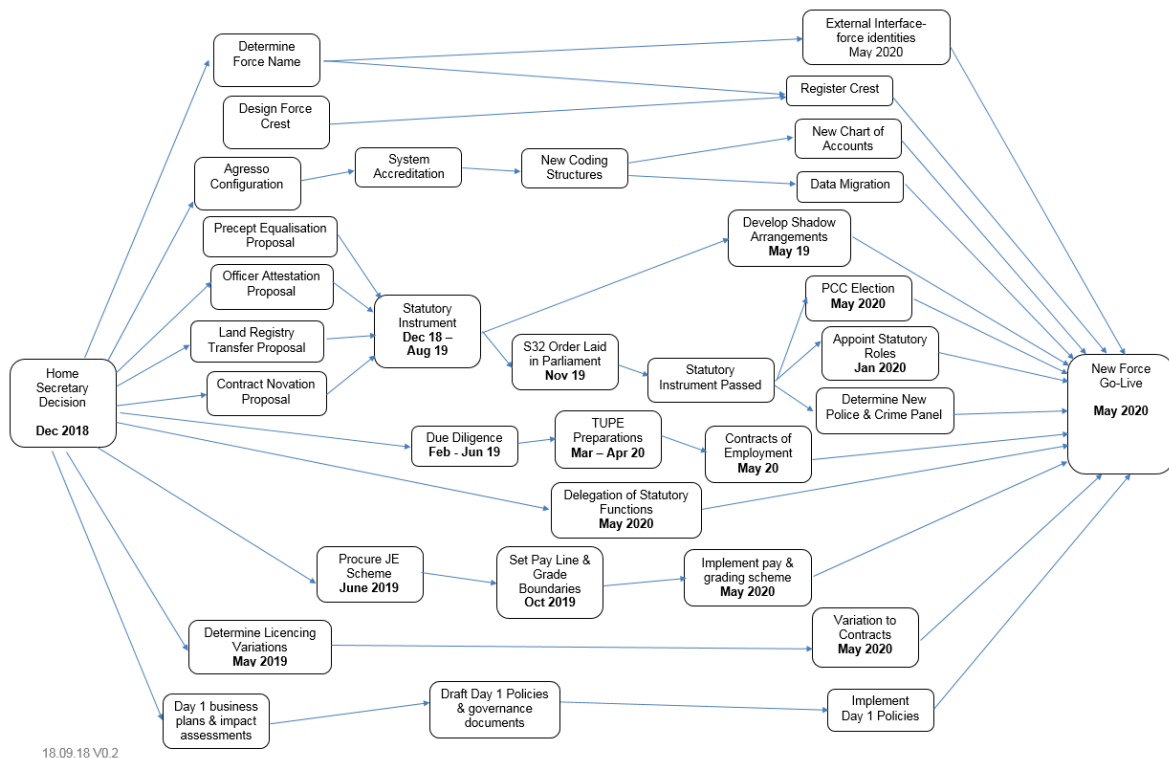 External Interface-
force identities
May 2020
Determine
Force Name
Register Crest
Design Force
Crest
New Chart of
Accounts
Agresso
Configuration
System
Accreditation
New Coding
Structures
Data Migration
Precept Equalisation
Proposal
Develop Shadow
Arrangements
May 19
Officer Attestation
Proposal
PCC Election
May 2020
Statutory
Instrument
Dec 18 –
Aug 19
Land Registry
Transfer Proposal
S32 Order Laid
in Parliament
Nov 19
Appoint Statutory
Roles
Jan 2020
Home
Secretary
Decision
Dec 2018
Statutory
Instrument Passed
New Force
Go-Live
May 2020
Contract Novation
Proposal
Determine New
Police & Crime Panel
Due Diligence
Feb - Jun 19
TUPE
Preparations
Mar – Apr 20
Contracts of
Employment
May 20
Delegation of Statutory
Functions
May 2020
Procure JE
Scheme
June 2019
Set Pay Line &
Grade
Boundaries
Oct 2019
Implement pay &
grading scheme
May 2020
Determine Licencing
Variations
May 2019
Variation to
Contracts
May 2020
Day 1 business
plans & impact
assessments
Draft Day 1 Policies
& governance
documents
Implement
Day 1 Policies
18.09.18 V0.2